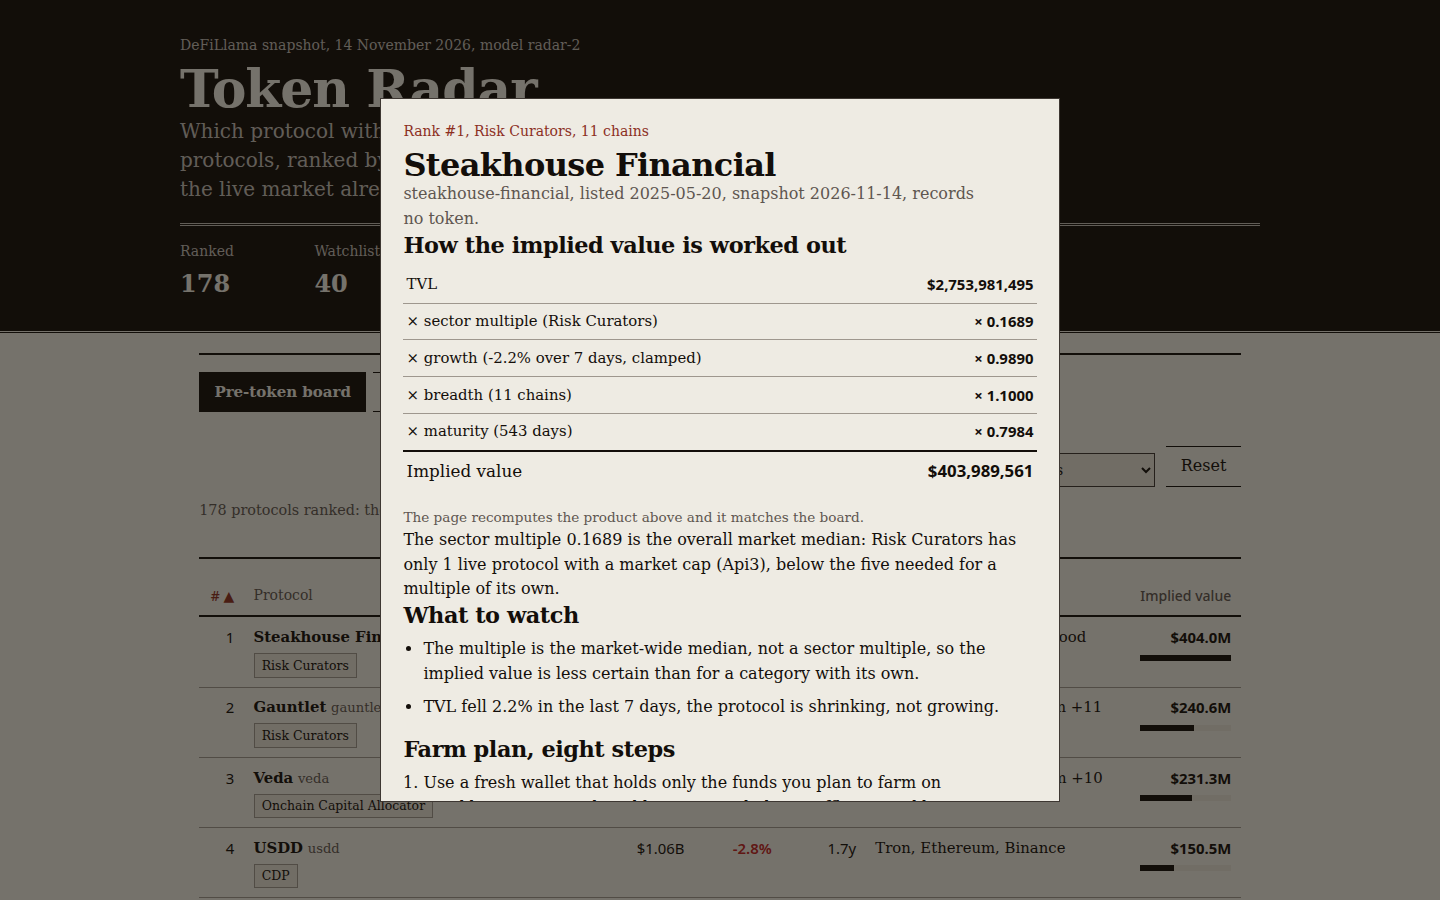 DeFiLlama snapshot, 14 November 2026, model radar-2
Token Radar
Which protocol with
protocols, ranked by
the live market alre
Ranked
Watchlist
178
40
Pre-token board
Reset
178 protocols ranked: th
# ▲ Protocol Implied value
1 Steakhouse Fin ood $404.0M
Risk Curators
2 Gauntlet gauntle +11 $240.6M
Risk Curators
3 Veda veda +10 $231.3M
Onchain Capital Allocator
4 USDD usdd $1.06B -2.8% 1.7y Tron, Ethereum, Binance $150.5M
CDP
Rank #1, Risk Curators, 11 chains
Steakhouse Financial
steakhouse-financial, listed 2025-05-20, snapshot 2026-11-14, records
no token.
How the implied value is worked out
TVL $2,753,981,495
× sector multiple (Risk Curators) × 0.1689
× growth (-2.2% over 7 days, clamped) × 0.9890
× breadth (11 chains) × 1.1000
× maturity (543 days) × 0.7984
Implied value $403,989,561
The page recomputes the product above and it matches the board.
The sector multiple 0.1689 is the overall market median: Risk Curators has
only 1 live protocol with a market cap (Api3), below the five needed for a
multiple of its own.
What to watch
• The multiple is the market-wide median, not a sector multiple, so the
implied value is less certain than for a category with its own.
• TVL fell 2.2% in the last 7 days, the protocol is shrinking, not growing.
Farm plan, eight steps
1. Use a fresh wallet that holds only the funds you plan to farm on